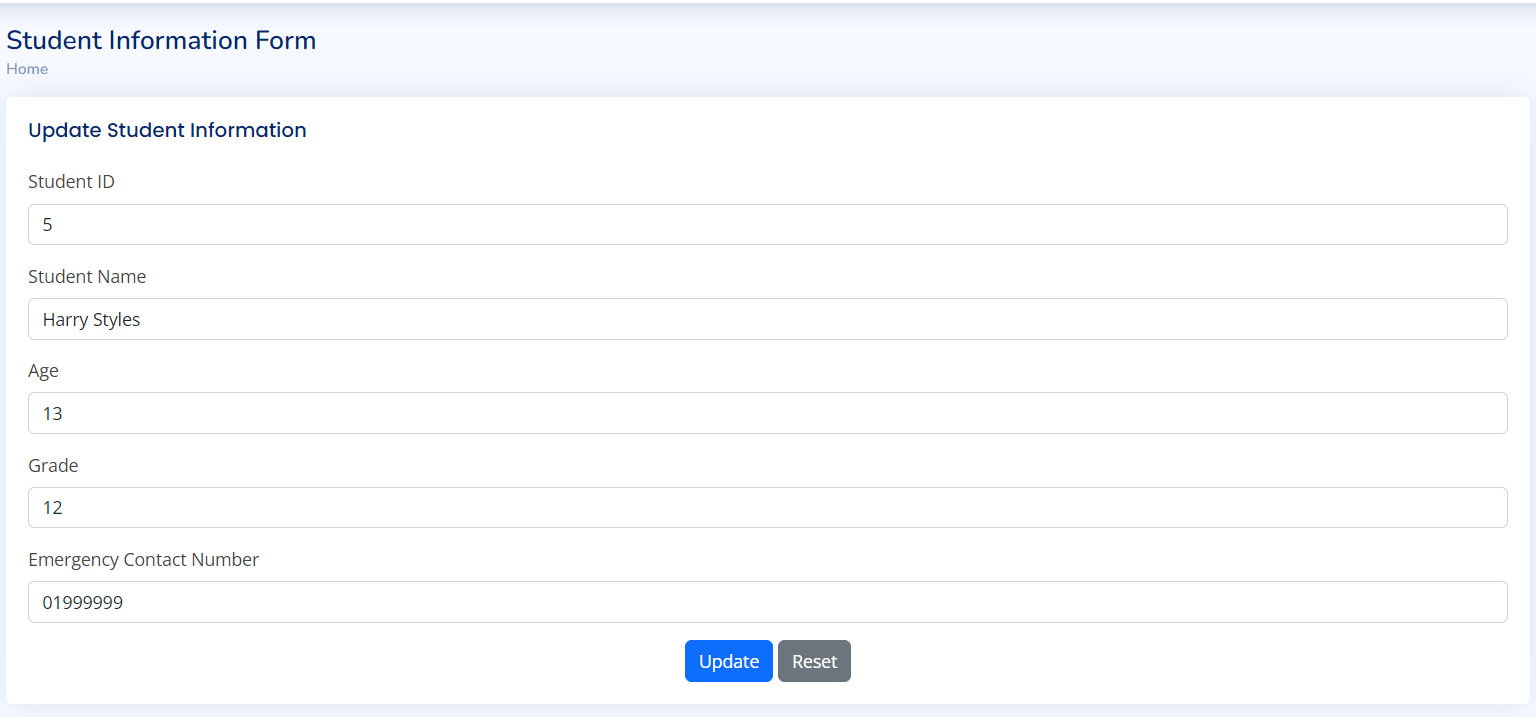 Student Information Form
Home
Update Student Information
Student ID
5
Student Name
Harry Styles
Age
13
Grade
12
Emergency Contact Number
01999999
Update Reset